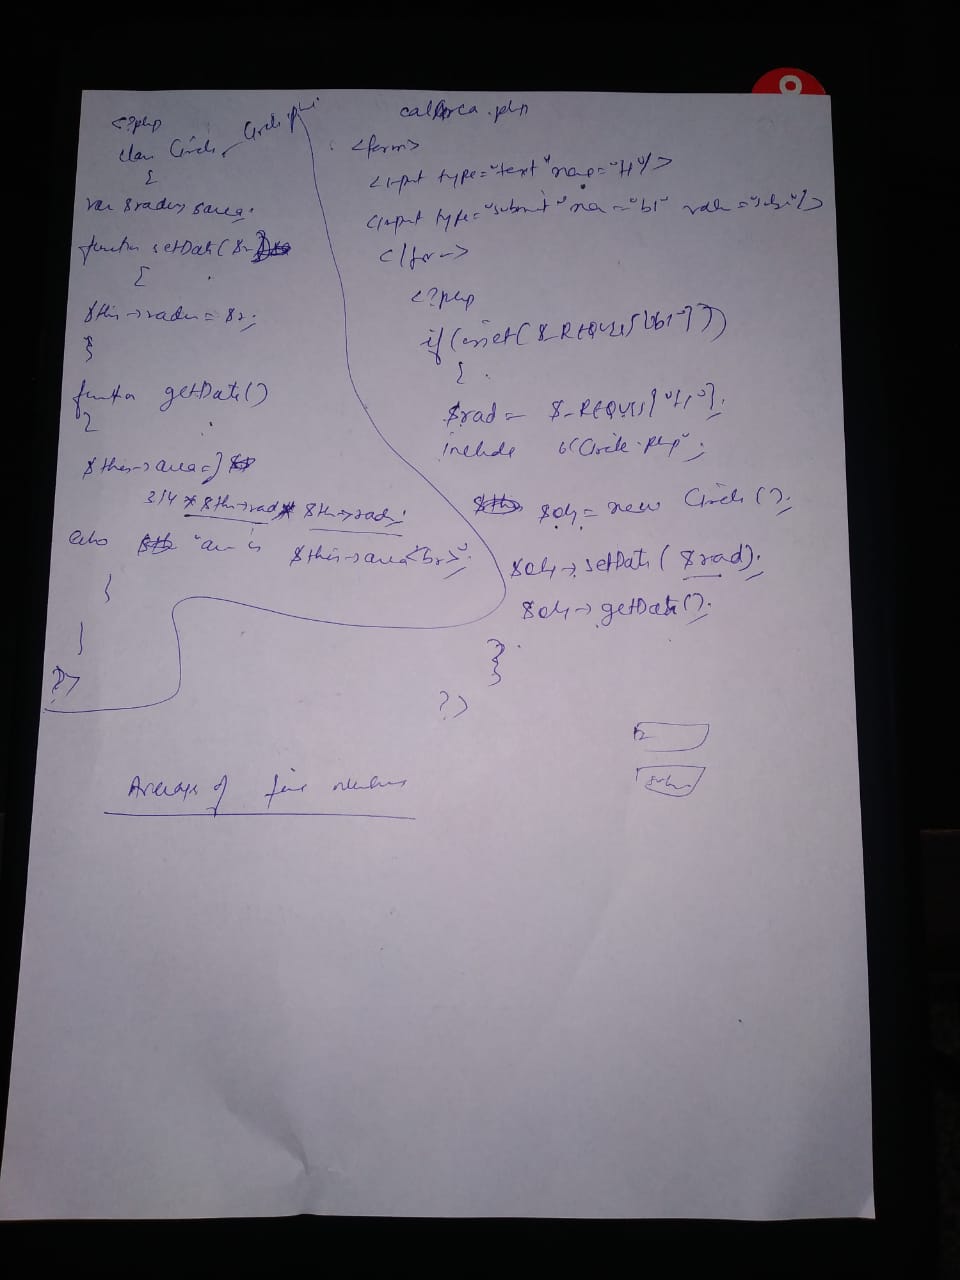 <?php
class Circle Circle.php
{
var $radius, $area;
function setData($r)
{
$this->radius = $r;
}
function getData()
{
$this->area =
3.14 * $this->rad * $this->rad;
echo "area is $this->area<br>";
}
}
?>
calArea.php
<form>
<input type="text" name="t1"/>
<input type="submit" name="b1" value="submit"/>
</form>
<?php
if(isset($_REQUEST["b1"]))
{
$rad = $_REQUEST["t1"];
include "Circle.php";
$obj = new Circle();
$obj->setData($rad);
$obj->getData();
}
?>
Average of five numbers